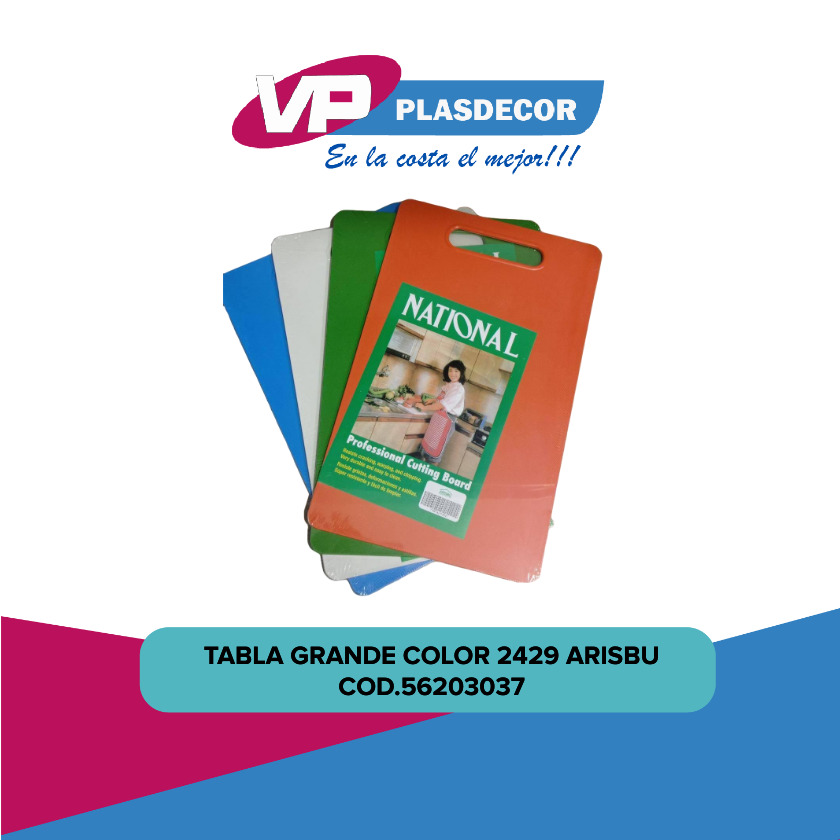 VP PLASDECOR
En la costa el mejor!!!
NATIONAL
Professional Cutting Board
TABLA GRANDE COLOR 2429 ARISBU
COD.56203037